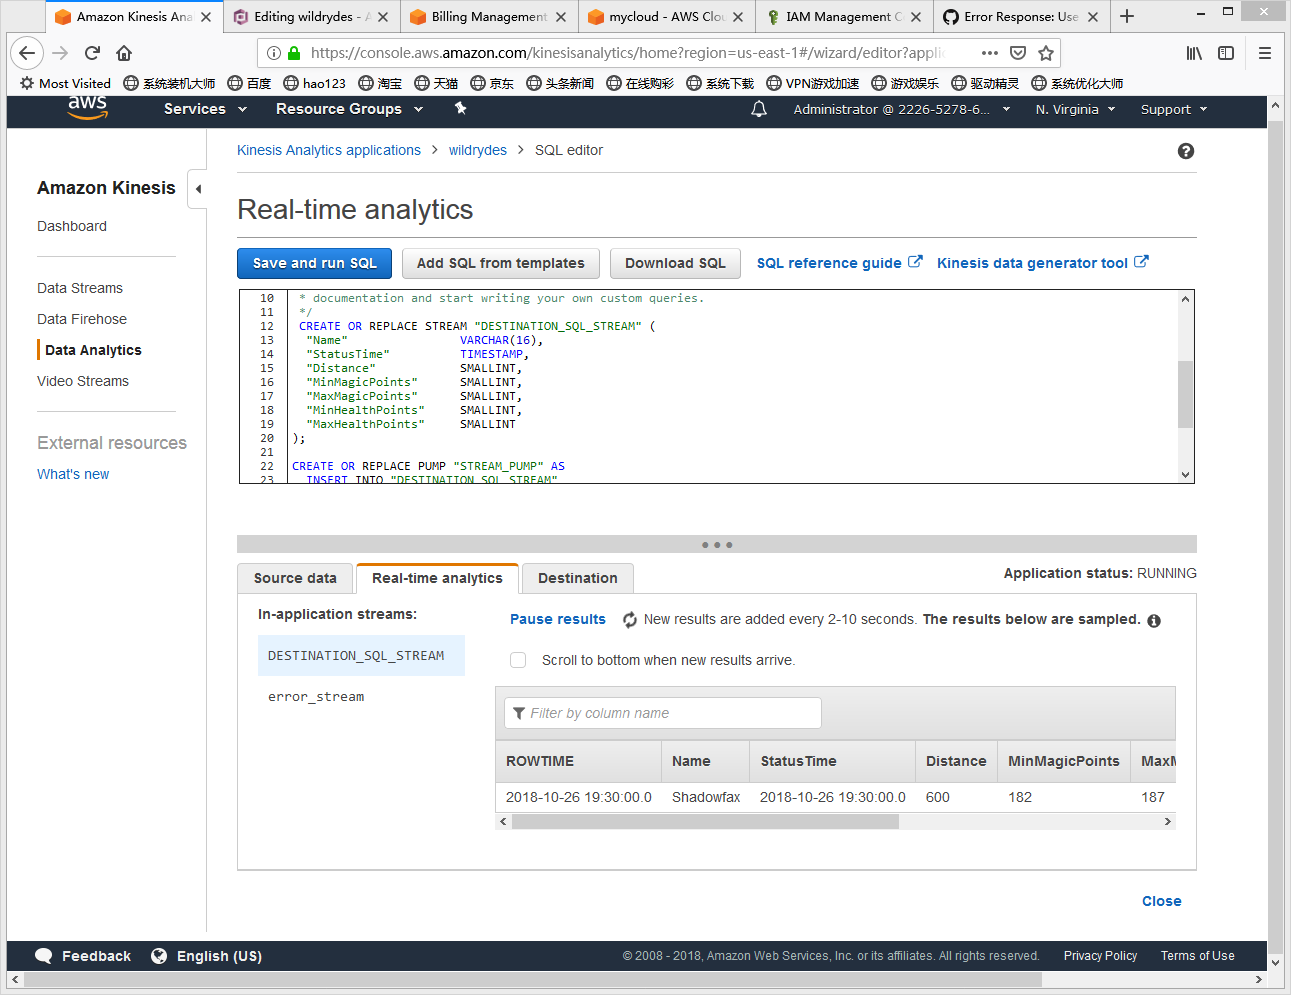 Amazon Kinesis Ana
Editing wildrydes - A
Billing Management
mycloud - AWS Clou
IAM Management C
Error Response: Use
https://console.aws.amazon.com/kinesisanalytics/home?region=us-east-1#/wizard/editor?applic
Most Visited 系统装机大师 百度 hao123 淘宝 天猫 京东 头条新闻 在线购彩 系统下载 VPN游戏加速 游戏娱乐 驱动精灵 系统优化大师
aws Services Resource Groups Administrator @ 2226-5278-6... N. Virginia Support
Kinesis Analytics applications > wildrydes > SQL editor
Amazon Kinesis
Dashboard
Data Streams
Data Firehose
Data Analytics
Video Streams
External resources
What's new
Real-time analytics
Save and run SQL Add SQL from templates Download SQL SQL reference guide Kinesis data generator tool
10 * documentation and start writing your own custom queries.
11 */
12 CREATE OR REPLACE STREAM "DESTINATION_SQL_STREAM" (
13 "Name" VARCHAR(16),
14 "StatusTime" TIMESTAMP,
15 "Distance" SMALLINT,
16 "MinMagicPoints" SMALLINT,
17 "MaxMagicPoints" SMALLINT,
18 "MinHealthPoints" SMALLINT,
19 "MaxHealthPoints" SMALLINT
20 );
21
22 CREATE OR REPLACE PUMP "STREAM_PUMP" AS
23 INSERT INTO "DESTINATION_SQL_STREAM"
Source data Real-time analytics Destination Application status: RUNNING
In-application streams:
DESTINATION_SQL_STREAM
error_stream
Pause results New results are added every 2-10 seconds. The results below are sampled.
Scroll to bottom when new results arrive.
Filter by column name
ROWTIME Name StatusTime Distance MinMagicPoints MaxM
2018-10-26 19:30:00.0 Shadowfax 2018-10-26 19:30:00.0 600 182 187
Close
Feedback English (US) © 2008 - 2018, Amazon Web Services, Inc. or its affiliates. All rights reserved. Privacy Policy Terms of Use